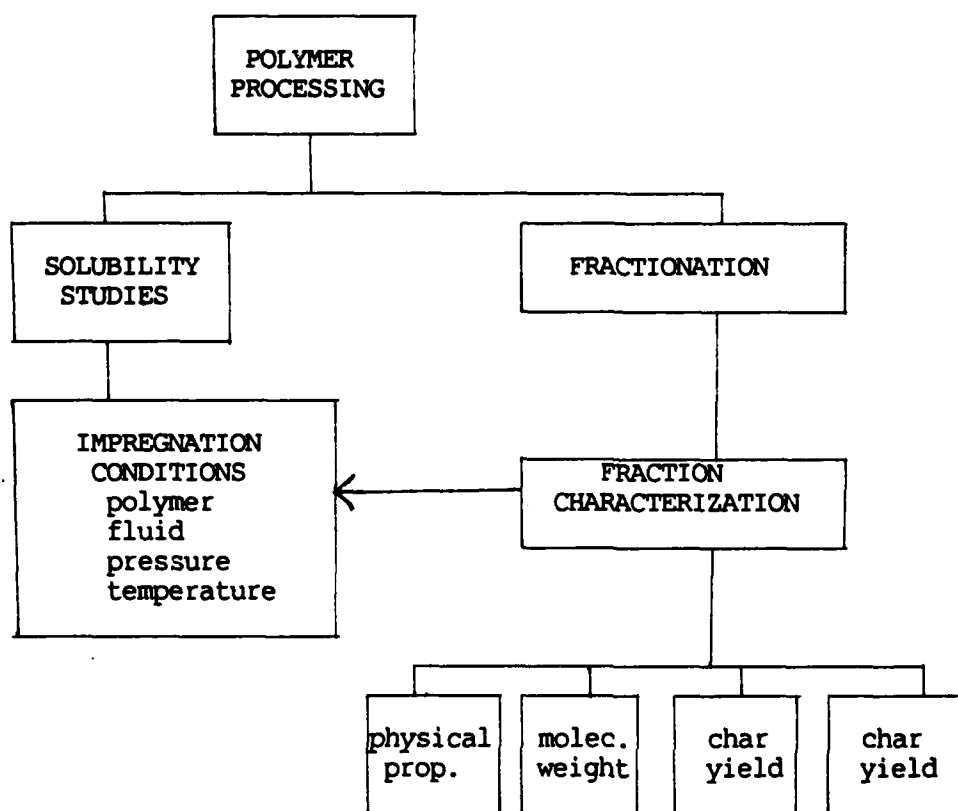 POLYMER
PROCESSING
SOLUBILITY
STUDIES
FRACTIONATION
IMPREGNATION
CONDITIONS
polymer
fluid
pressure
temperature
FRACTION
CHARACTERIZATION
physical
prop.
molec.
weight
char
yield
char
yield